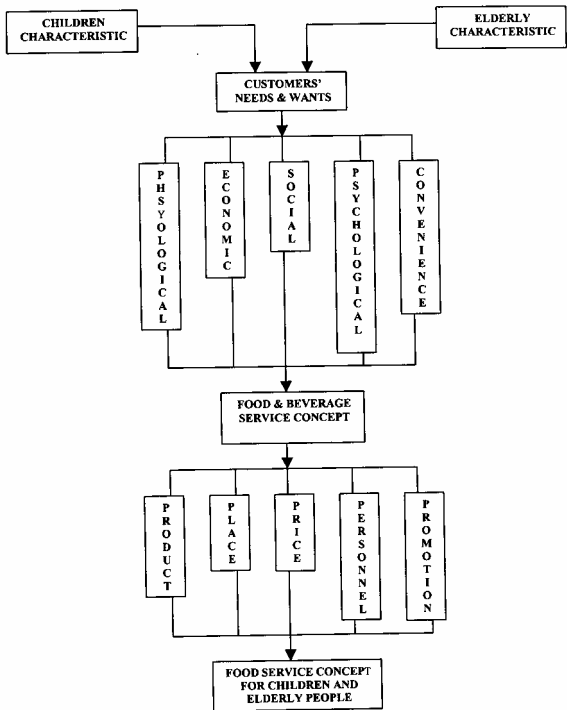 CHILDREN
CHARACTERISTIC
ELDERLY
CHARACTERISTIC
CUSTOMERS'
NEEDS & WANTS
PHSYOLOGICAL
ECONOMIC
SOCIAL
PSYCHOLOGICAL
CONVENIENCE
FOOD & BEVERAGE
SERVICE CONCEPT
PRODUCT
PLACE
PRICE
PERSONNEL
PROMOTION
FOOD SERVICE CONCEPT
FOR CHILDREN AND
ELDERLY PEOPLE